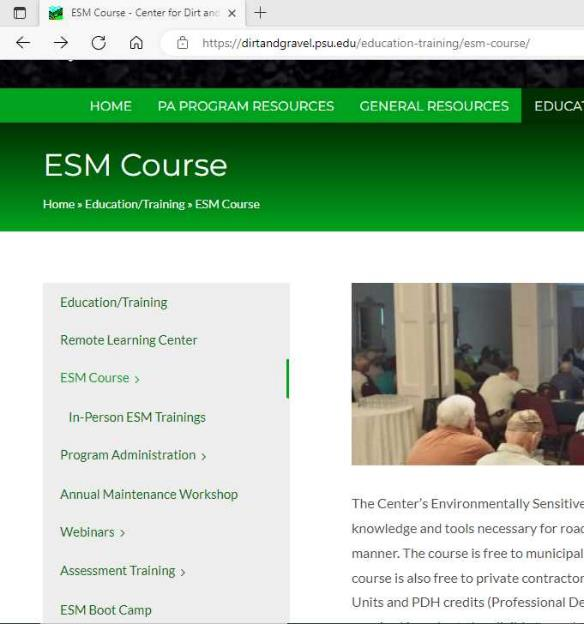 ESM Course - Center for Dirt and
https://dirtandgravel.psu.edu/education-training/esm-course/
HOME PA PROGRAM RESOURCES GENERAL RESOURCES EDUCAT
ESM Course
Home » Education/Training » ESM Course
Education/Training
Remote Learning Center
ESM Course >
In-Person ESM Trainings
Program Administration >
Annual Maintenance Workshop
Webinars >
Assessment Training >
ESM Boot Camp
The Center's Environmentally Sensitive
knowledge and tools necessary for road
manner. The course is free to municipal
course is also free to private contractor
Units and PDH credits (Professional De